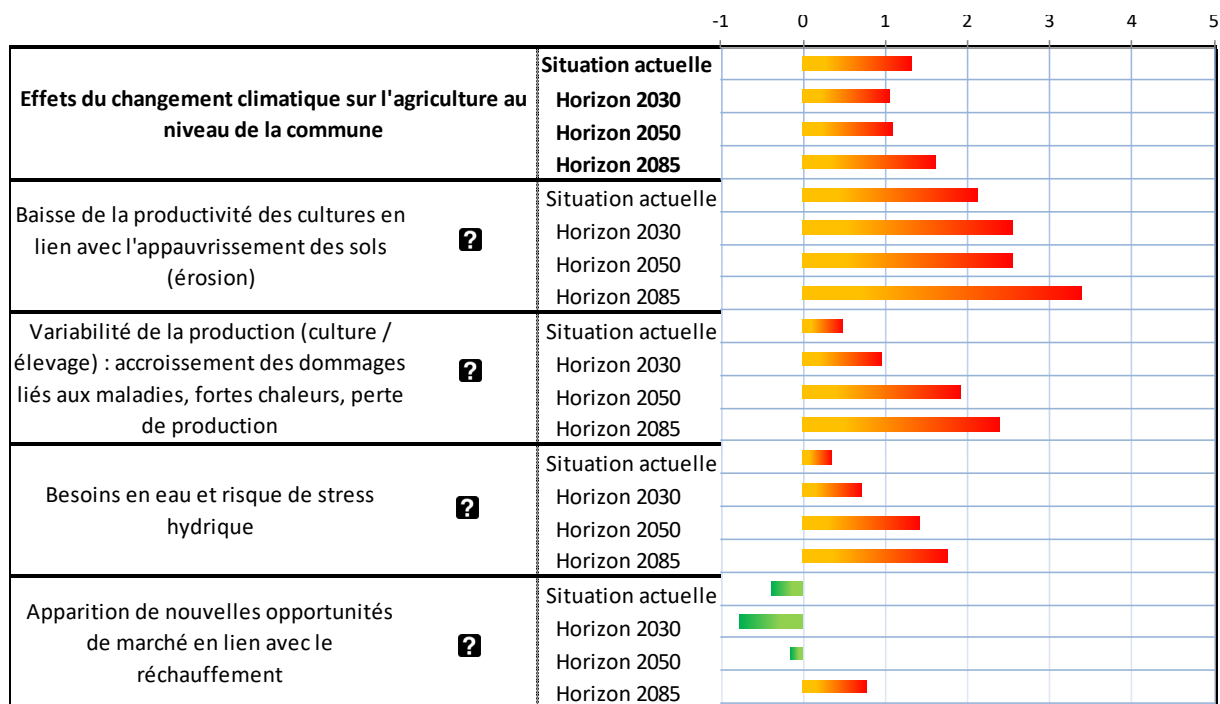 -1 0 1 2 3 4 5
Effets du changement climatique sur l'agriculture au
niveau de la commune
Situation actuelle
Horizon 2030
Horizon 2050
Horizon 2085
Baisse de la productivité des cultures en
lien avec l'appauvrissement des sols
(érosion)
?
Situation actuelle
Horizon 2030
Horizon 2050
Horizon 2085
Variabilité de la production (culture /
élevage) : accroissement des dommages
liés aux maladies, fortes chaleurs, perte
de production
?
Situation actuelle
Horizon 2030
Horizon 2050
Horizon 2085
Besoins en eau et risque de stress
hydrique
?
Situation actuelle
Horizon 2030
Horizon 2050
Horizon 2085
Apparition de nouvelles opportunités
de marché en lien avec le
réchauffement
?
Situation actuelle
Horizon 2030
Horizon 2050
Horizon 2085